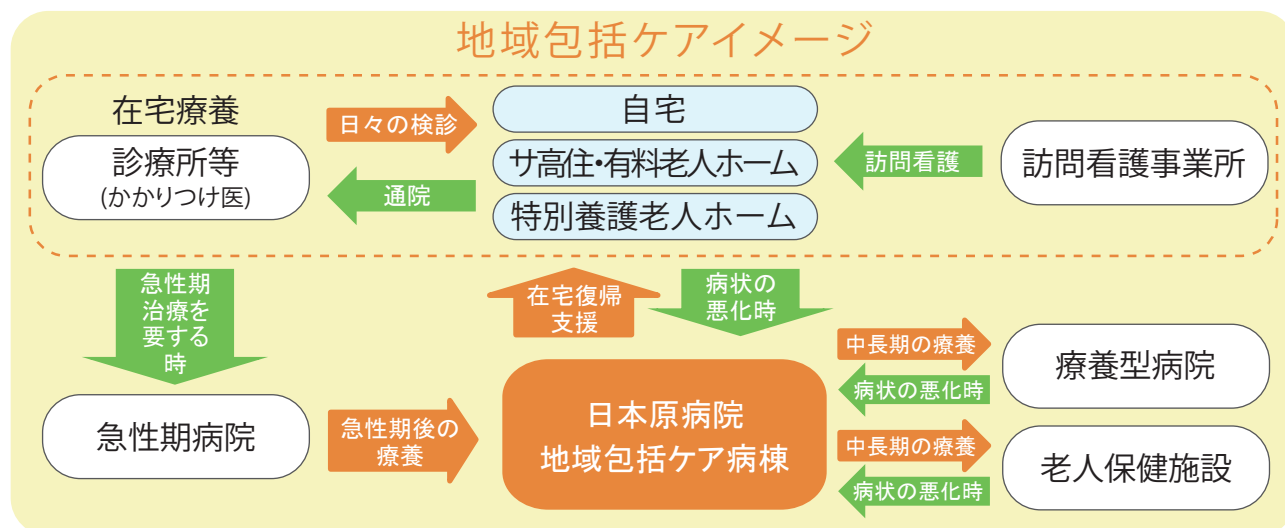 地域包括ケアイメージ
在宅療養
診療所等
(かかりつけ医)
日々の検診
通院
自宅
サ高住・有料老人ホーム
特別養護老人ホーム
訪問看護
訪問看護事業所
急性期
治療を
要する
時
在宅復帰
支援
病状の
悪化時
急性期病院
急性期後の
療養
日本原病院
地域包括ケア病棟
中長期の療養
病状の悪化時
療養型病院
中長期の療養
病状の悪化時
老人保健施設